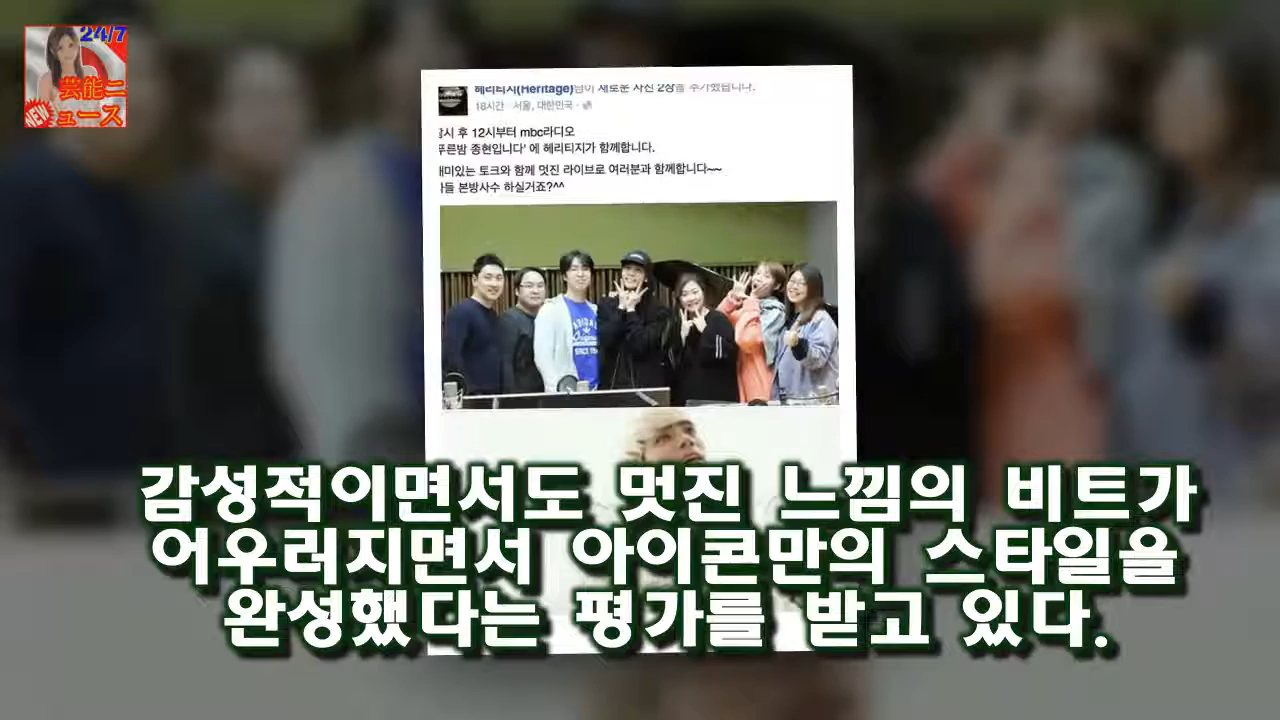 24/7
芸能ニ
NEW
ュース
헤리티지(Heritage)님이 새로운 사진 2장을 추가했습니다.
18시간 · 서울, 대한민국 ·
잠시 후 12시부터 mbc라디오
푸른밤 종현입니다' 에 헤리티지가 함께합니다.
재미있는 토크와 함께 멋진 라이브로 여러분과 함께합니다~~
다들 본방사수 하실거죠?^^
ADIDAS
Originals
감성적이면서도 멋진 느낌의 비트가
어우러지면서 아이콘만의 스타일을
완성했다는 평가를 받고 있다.